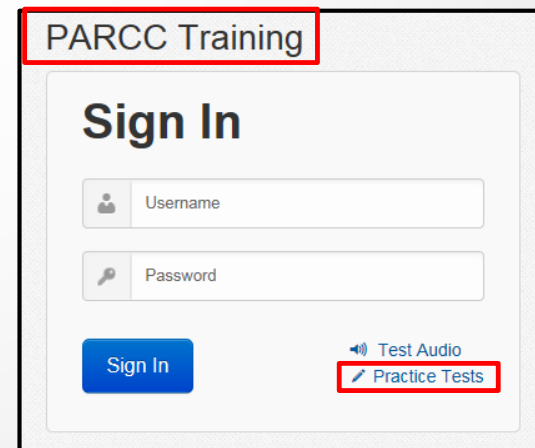 PARCC Training
Sign In
Username
Password
Sign In
Test Audio
Practice Tests